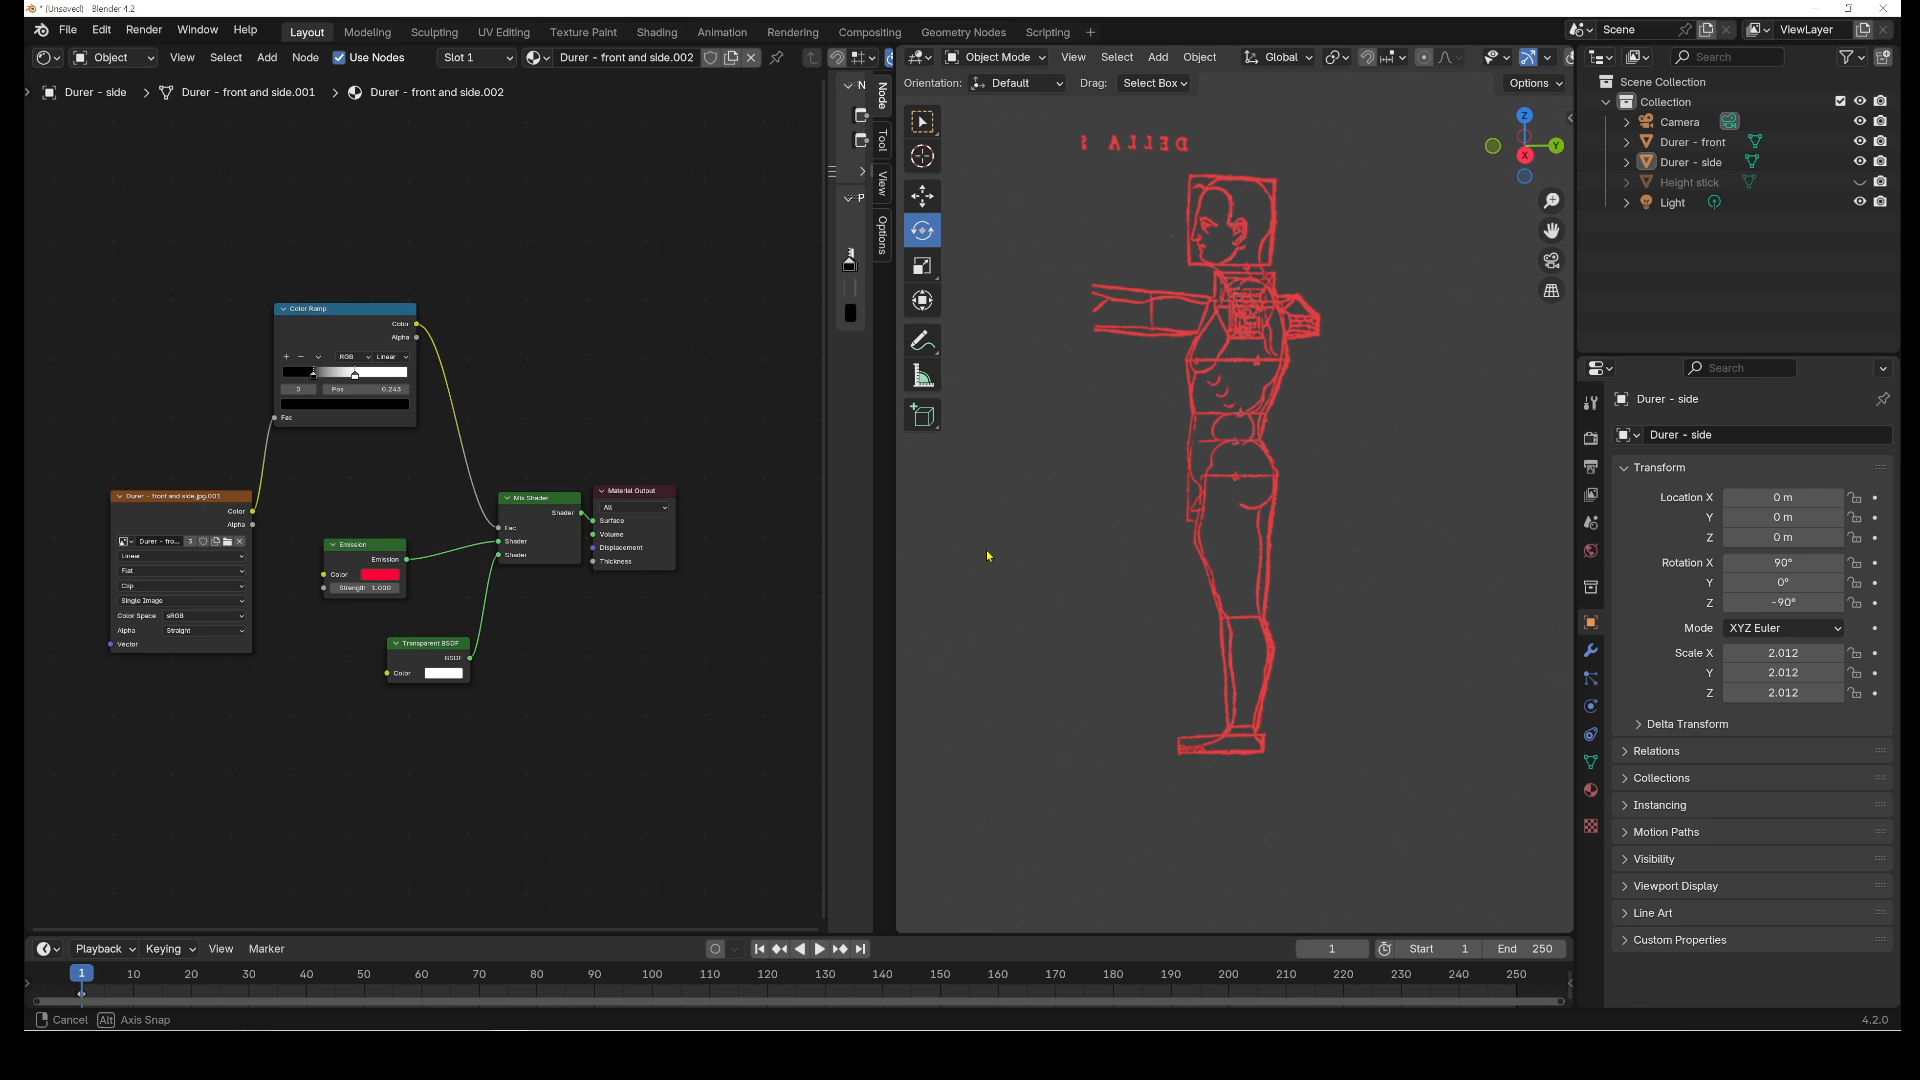 * (Unsaved) - Blender 4.2
File Edit Render Window Help Layout Modeling Sculpting UV Editing Texture Paint Shading Animation Rendering Compositing Geometry Nodes Scripting + Scene ViewLayer
Object View Select Add Object Node Use Nodes Slot 1 Durer - front and side.002
Object Mode View Select Add Object Global
Search
Durer - side > Durer - front and side.001 > Durer - front and side.002
Orientation: Default Drag: Select Box Options
Node
Tool
View
Options
N
P
Color Ramp
Color
Alpha
RGB Linear
0 Pos 0.243
Fac
Durer - front and side.jpg.001
Color
Alpha
Durer - fro... 3
Linear
Flat
Clip
Single Image
Color Space sRGB
Alpha Straight
Vector
Emission
Emission
Color
Strength 1.000
Transparent BSDF
BSDF
Color
Mix Shader
Shader
Fac
Shader
Shader
Material Output
All
Surface
Volume
Displacement
Thickness
DELLA S
Z
Y
X
Scene Collection
Collection
Camera
Durer - front
Durer - side
Height stick
Light
Search
Durer - side
Durer - side
Transform
Location X 0 m
Y 0 m
Z 0 m
Rotation X 90°
Y 0°
Z -90°
Mode XYZ Euler
Scale X 2.012
Y 2.012
Z 2.012
Delta Transform
Relations
Collections
Instancing
Motion Paths
Visibility
Viewport Display
Line Art
Custom Properties
Playback Keying View Marker 1 Start 1 End 250
1 10 20 30 40 50 60 70 80 90 100 110 120 130 140 150 160 170 180 190 200 210 220 230 240 250
Cancel Alt Axis Snap 4.2.0